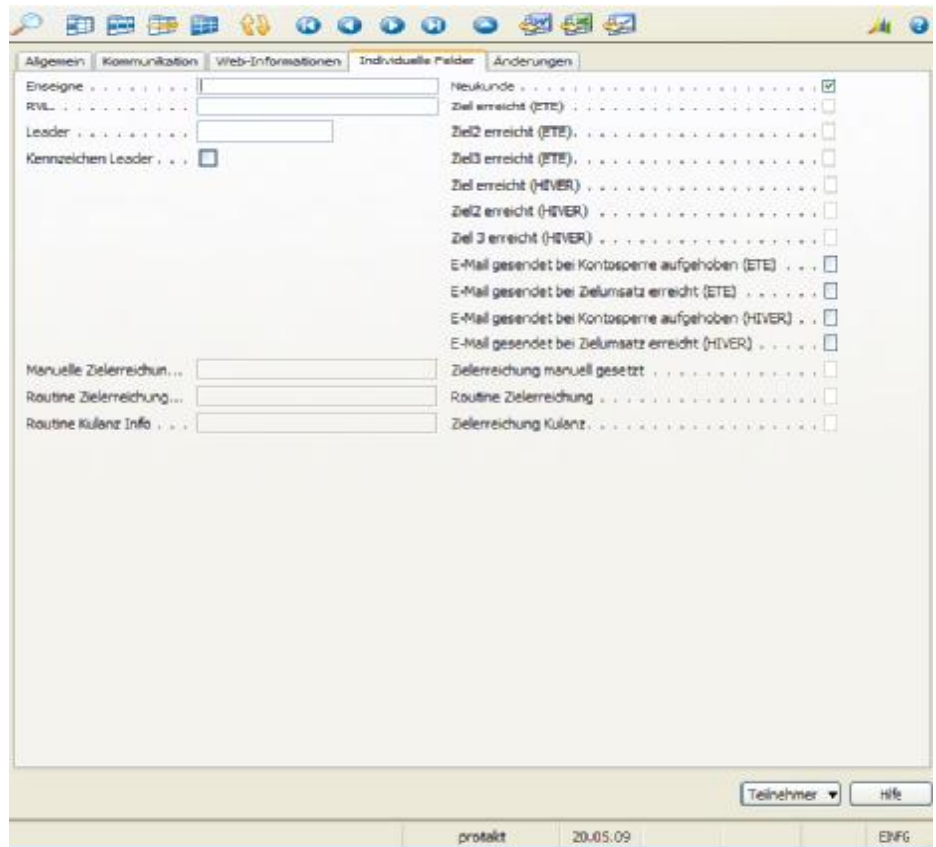 Allgemein Kommunikation Web-Informationen Individuelle Felder Änderungen
Enseigne . . . . . . . . Neukunde . . . . . . . . . . . . . . . . . . . . . . . .
RVL. . . . . . . . . . . Ziel erreicht (ETE) . . . . . . . . . . . . . . . . . . .
Leader . . . . . . . . . Ziel2 erreicht (ETE). . . . . . . . . . . . . . . . . . .
Kennzeichen Leader . . . Ziel3 erreicht (ETE). . . . . . . . . . . . . . . . . . .
Ziel erreicht (HIVER) . . . . . . . . . . . . . . . . . .
Ziel2 erreicht (HIVER) . . . . . . . . . . . . . . . . .
Ziel 3 erreicht (HIVER) . . . . . . . . . . . . . . . . .
E-Mail gesendet bei Kontosperre aufgehoben (ETE) . . .
E-Mail gesendet bei Zielumsatz erreicht (ETE) . . . . . .
E-Mail gesendet bei Kontosperre aufgehoben (HIVER) . .
E-Mail gesendet bei Zielumsatz erreicht (HIVER) . . . . .
Manuelle Zielerreichun... Zielerreichung manuell gesetzt . . . . . . . . . . . . .
Routine Zielerreichung... Routine Zielerreichung . . . . . . . . . . . . . . . . .
Routine Kulanz Info . . . Zielerreichung Kulanz. . . . . . . . . . . . . . . . . .
Teilnehmer Hilfe
protakt 20.05.09 EINFG